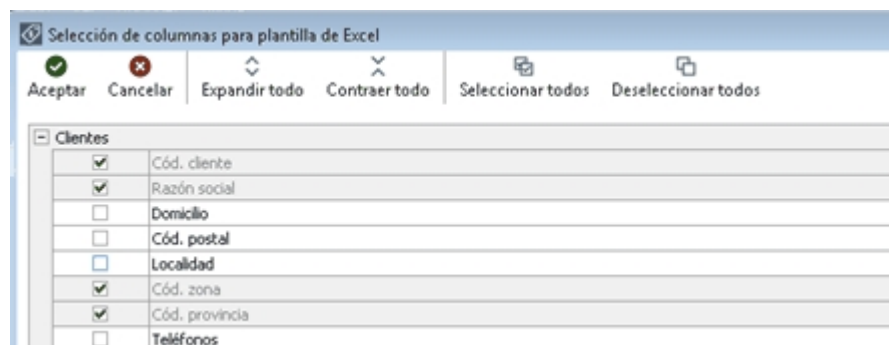 Selección de columnas para plantilla de Excel
Aceptar Cancelar Expandir todo Contraer todo Seleccionar todos Deseleccionar todos
Clientes
Cód. cliente
Razón social
Domicilio
Cód. postal
Localidad
Cód. zona
Cód. provincia
Teléfonos